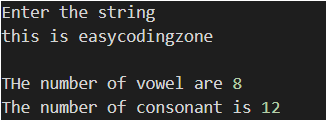 Enter the string
this is easycodingzone
THe number of vowel are 8
The number of consonant is 12